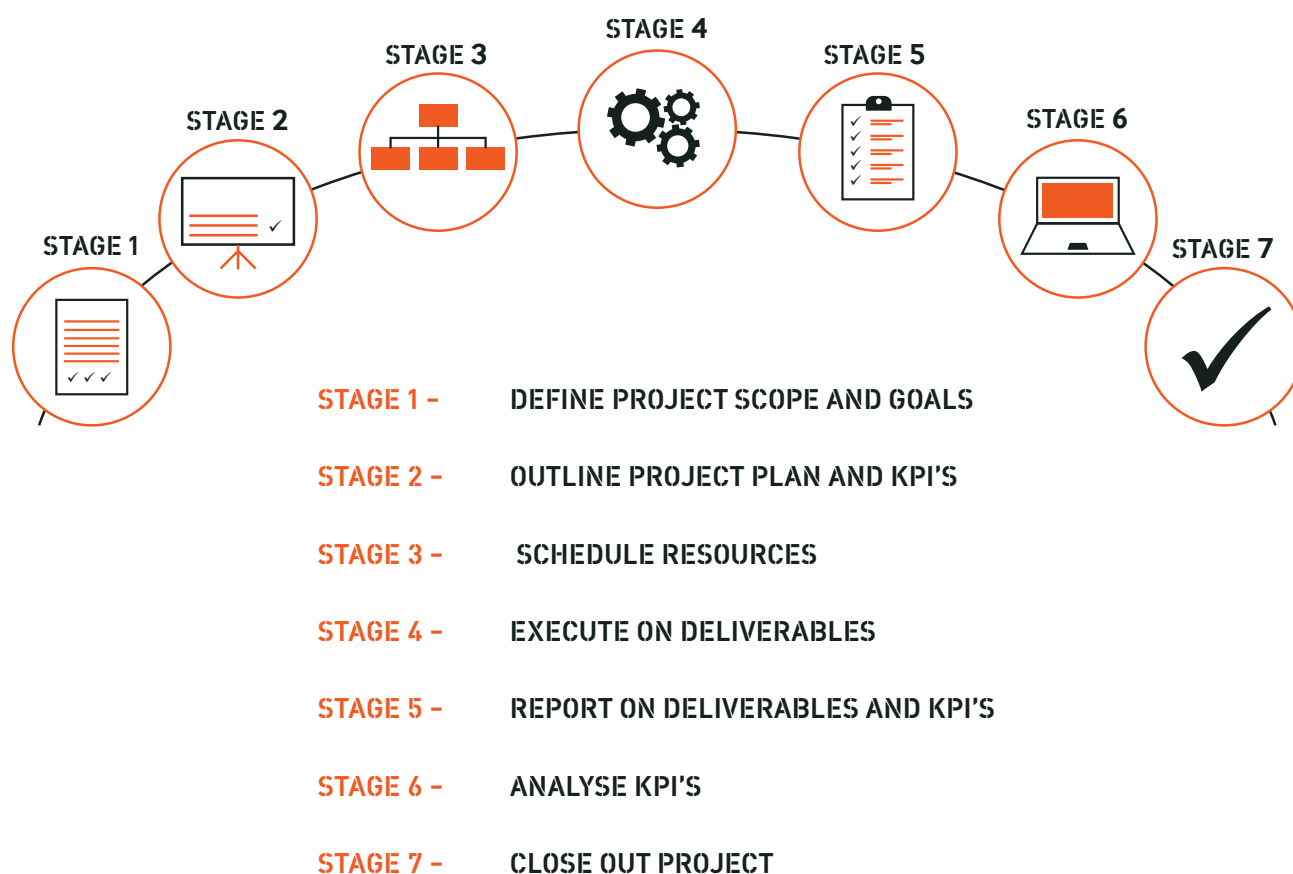 STAGE 4
STAGE 3
STAGE 5
STAGE 2
STAGE 6
STAGE 1
STAGE 7
STAGE 1 – DEFINE PROJECT SCOPE AND GOALS
STAGE 2 – OUTLINE PROJECT PLAN AND KPI'S
STAGE 3 – SCHEDULE RESOURCES
STAGE 4 – EXECUTE ON DELIVERABLES
STAGE 5 – REPORT ON DELIVERABLES AND KPI'S
STAGE 6 – ANALYSE KPI'S
STAGE 7 – CLOSE OUT PROJECT